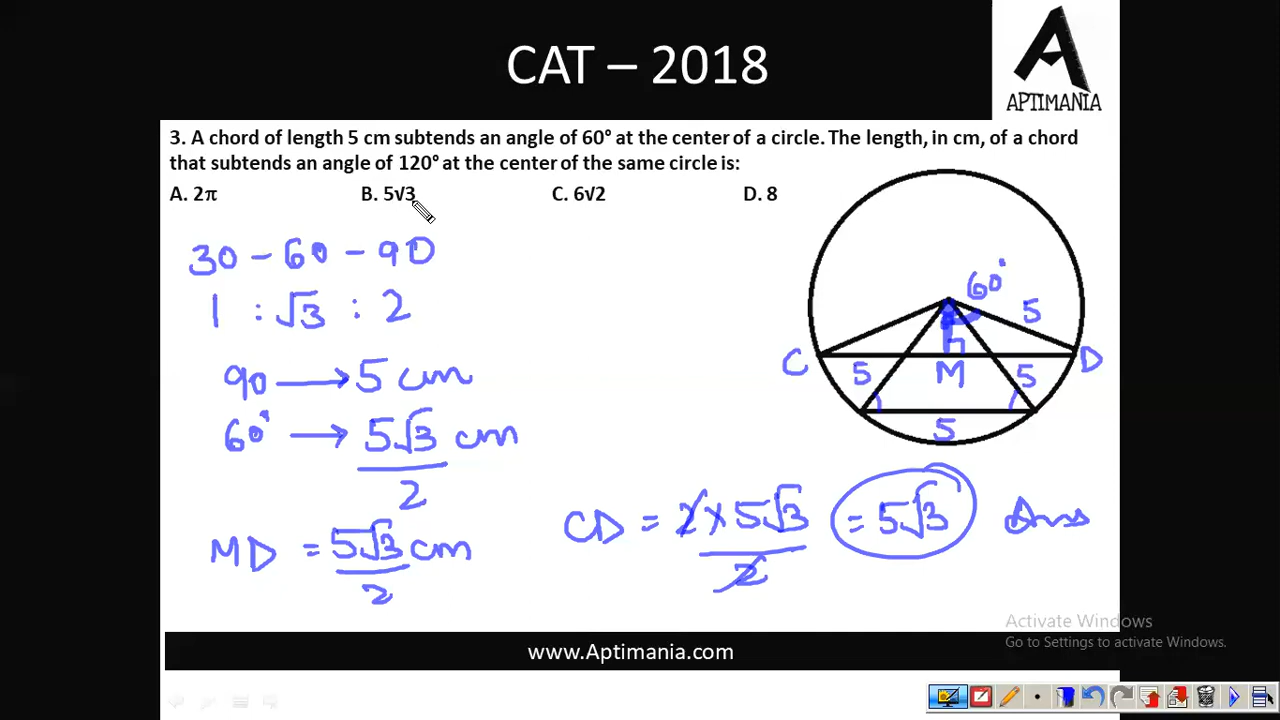 CAT – 2018
APTIMANIA
3. A chord of length 5 cm subtends an angle of 60° at the center of a circle. The length, in cm, of a chord
that subtends an angle of 120° at the center of the same circle is:
A. 2π B. 5√3 C. 6√2 D. 8
30 – 60 – 90
1 : √3 : 2
90 → 5 cm
60° → 5√3 cm
2
MD = 5√3 cm
2
60°
5
C D
5 M 5
5
CD = 2 × 5√3 = 5√3 Ans
2
Activate Windows
Go to Settings to activate Windows.
www.Aptimania.com